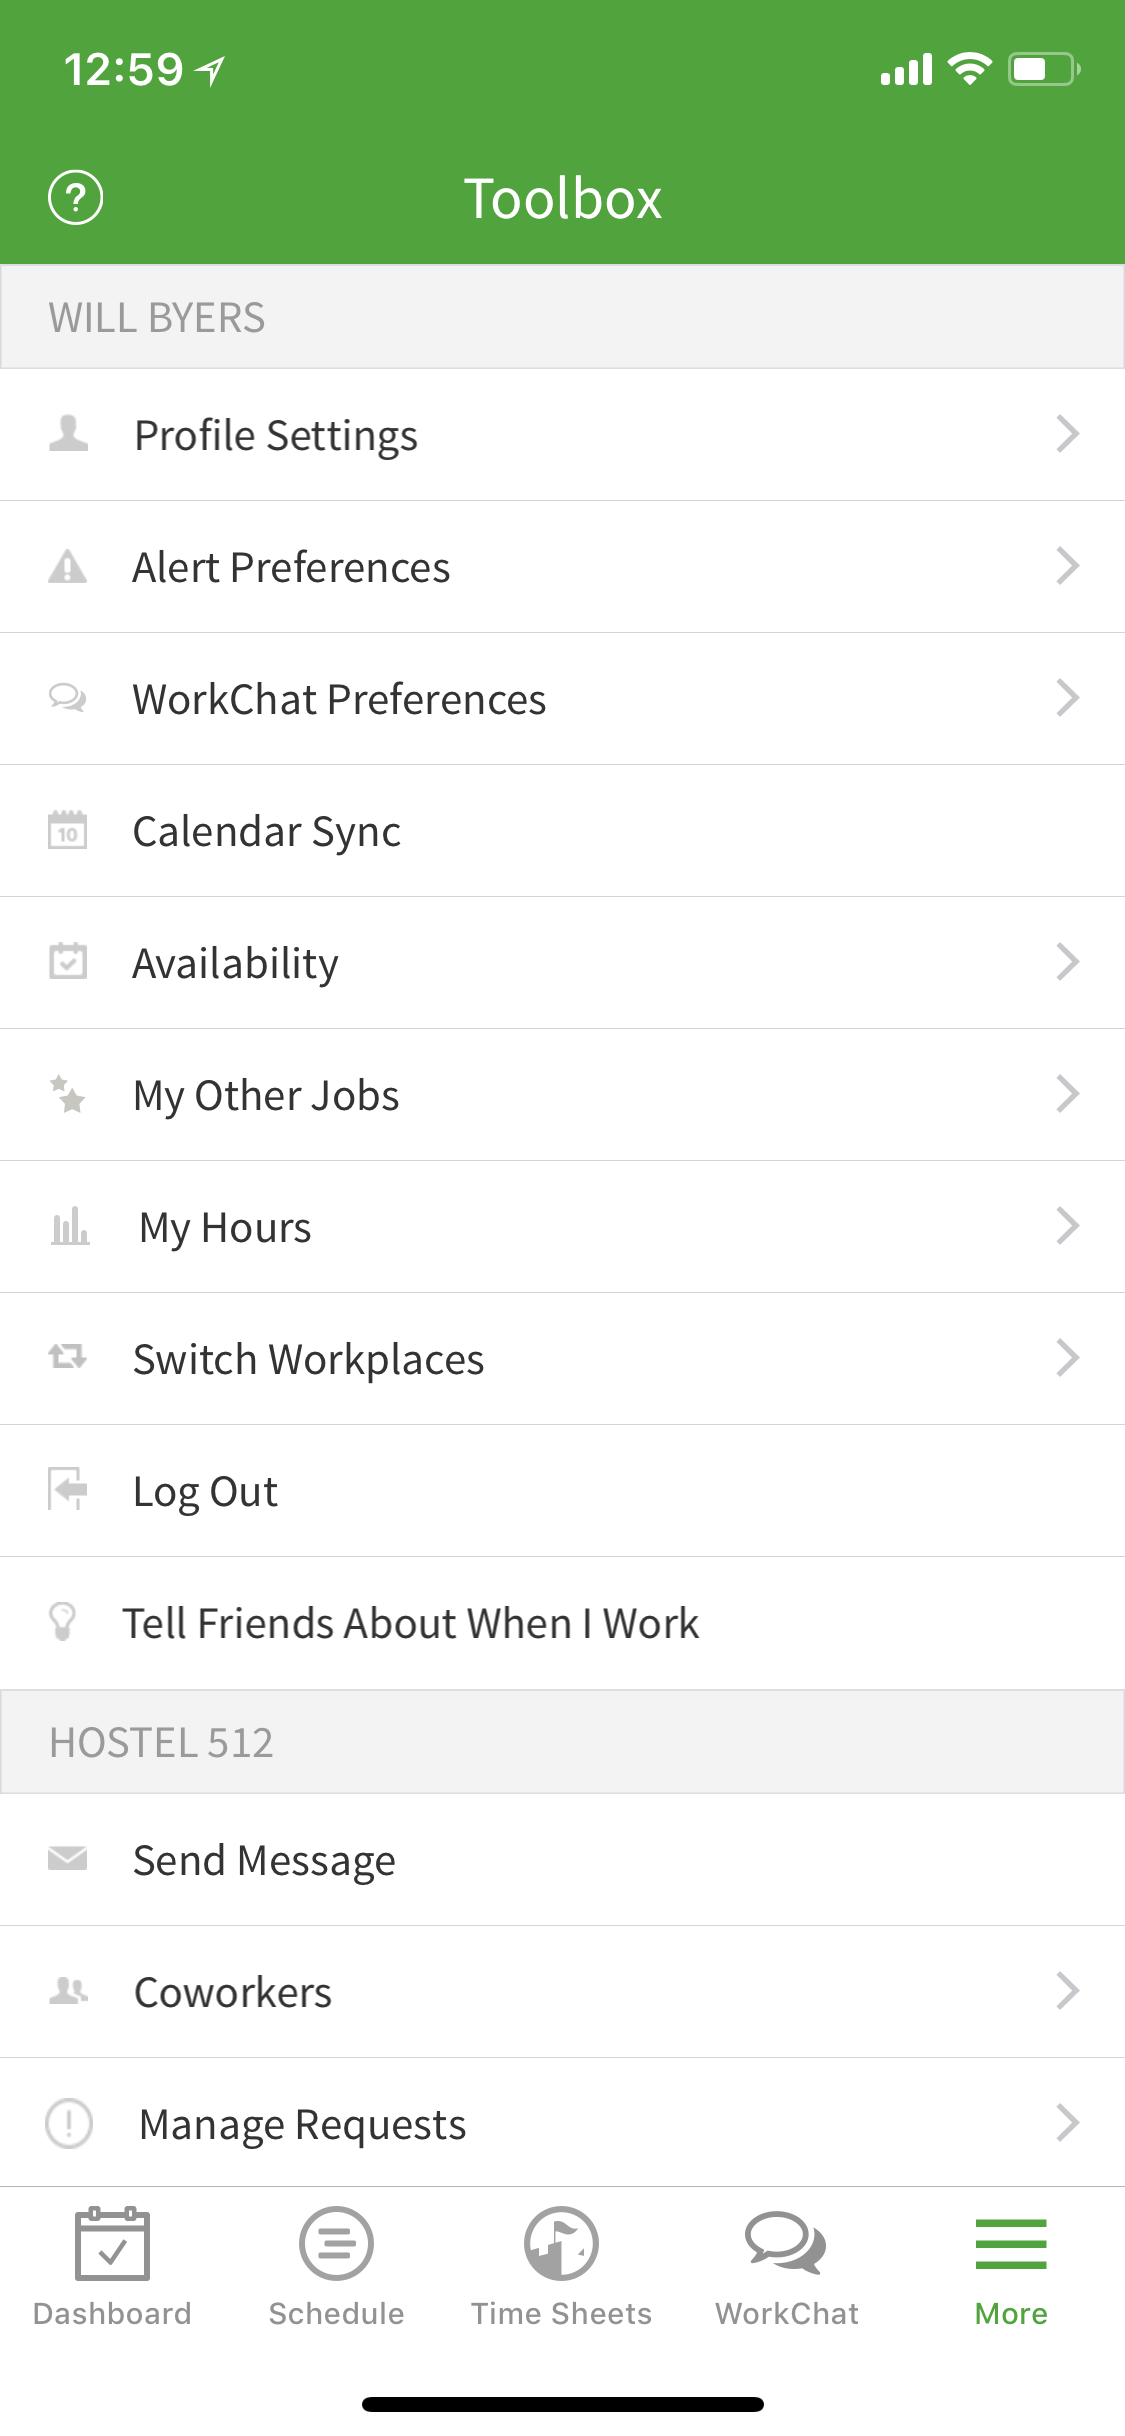 12:59
?
Toolbox
WILL BYERS
Profile Settings
Alert Preferences
WorkChat Preferences
10
Calendar Sync
Availability
My Other Jobs
My Hours
Switch Workplaces
Log Out
Tell Friends About When I Work
HOSTEL 512
Send Message
Coworkers
Manage Requests
Dashboard
Schedule
Time Sheets
WorkChat
More